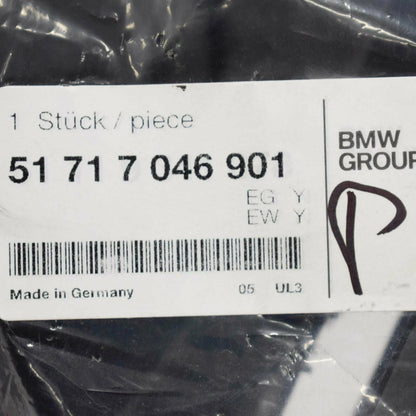 1 Stück / piece
51 71 7 046 901
EG Y
EW Y
Made in Germany 05 UL3
BMW
GROUP
P